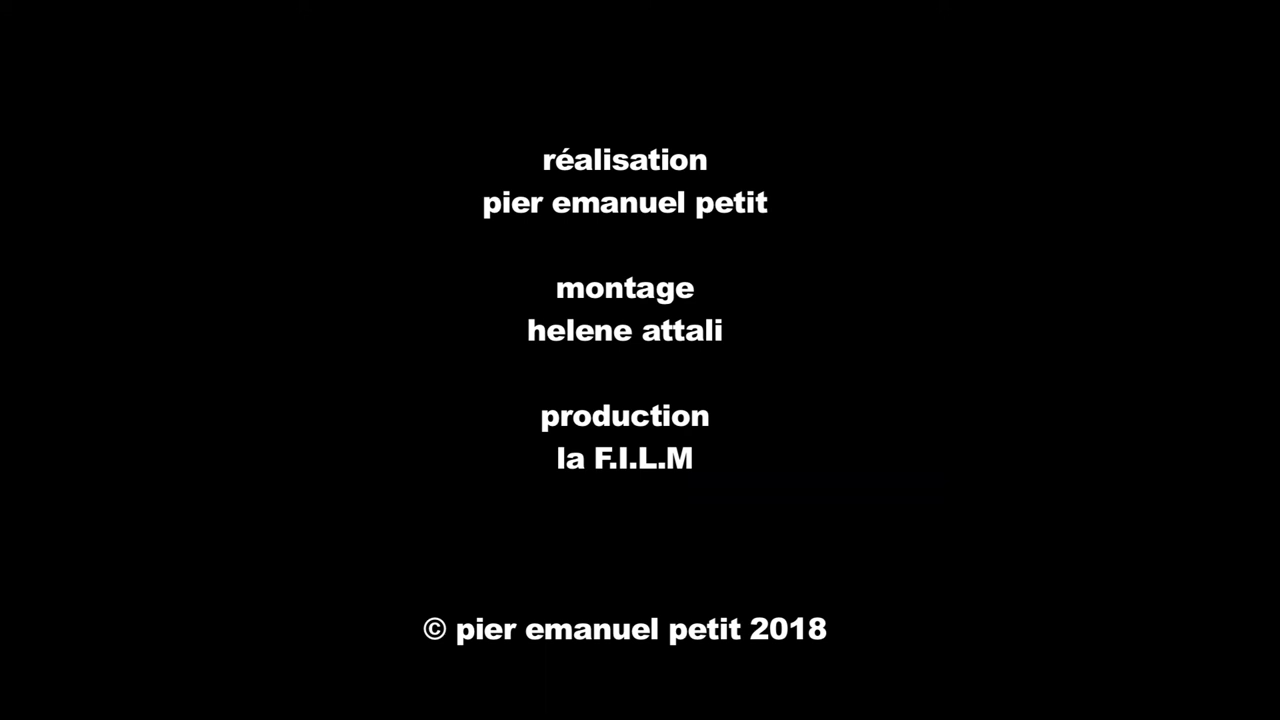 réalisation
pier emanuel petit
montage
helene attali
production
la F.I.L.M
© pier emanuel petit 2018